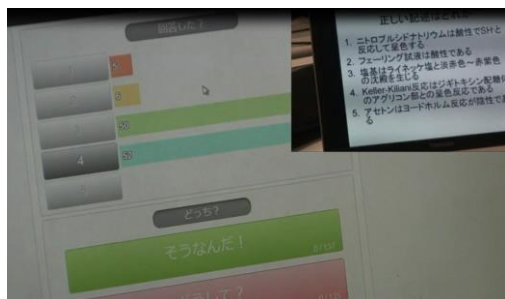 回答した！
正しい記述はどれか
1. ニトロプルシドナトリウムは酸性でSHと
反応して呈色する
2. フェーリング試液は酸性である
3. 塩基はライネッケ塩と淡赤色～赤紫色
の沈殿を生じる
4. Keller-Kiliani反応はジギトキシン配糖体
のアグリコン部との呈色反応である
5. アセトンはヨードホルム反応が陰性であ
る
4
どっち？
そうなんだ！